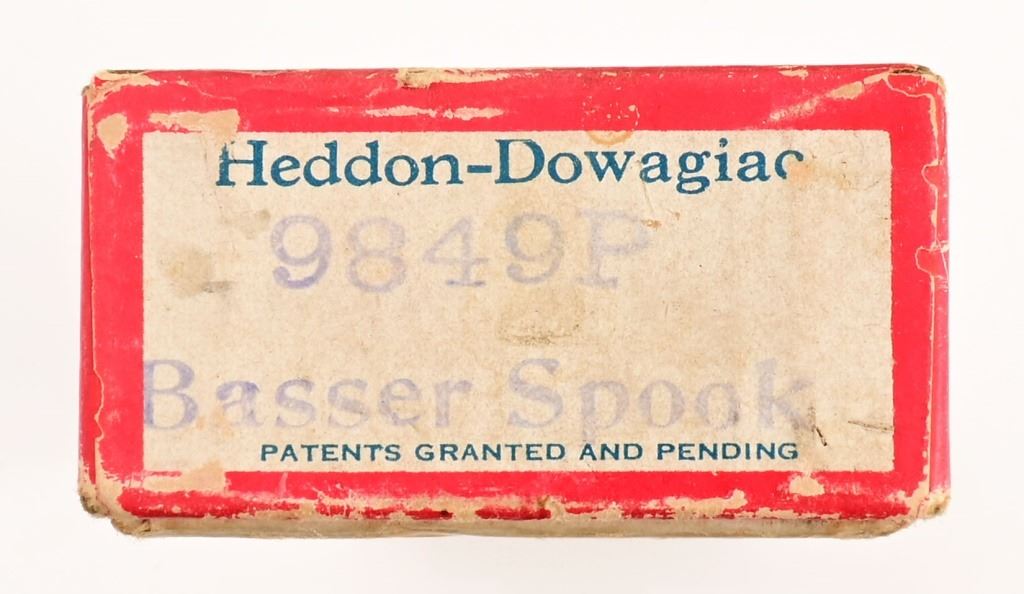 Heddon-Dowagiac
9849P
Basser Spook
PATENTS GRANTED AND PENDING